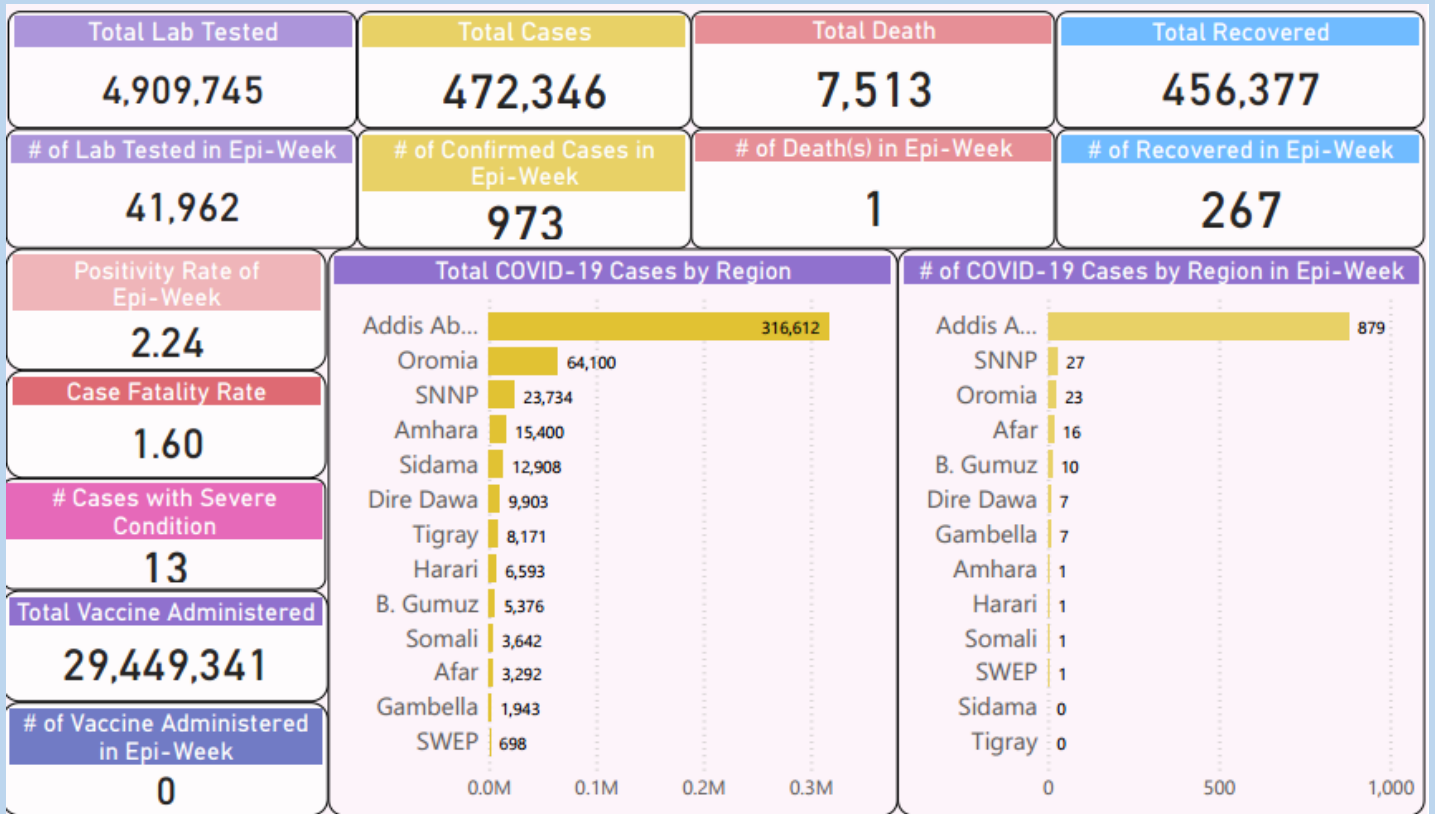 Total Lab Tested
4,909,745
Total Cases
472,346
Total Death
7,513
Total Recovered
456,377
# of Lab Tested in Epi-Week
41,962
# of Confirmed Cases in
Epi-Week
973
# of Death(s) in Epi-Week
1
# of Recovered in Epi-Week
267
Positivity Rate of
Epi-Week
2.24
Case Fatality Rate
1.60
# Cases with Severe
Condition
13
Total Vaccine Administered
29,449,341
# of Vaccine Administered
in Epi-Week
0
Total COVID-19 Cases by Region
Addis Ab... 316,612
Oromia 64,100
SNNP 23,734
Amhara 15,400
Sidama 12,908
Dire Dawa 9,903
Tigray 8,171
Harari 6,593
B. Gumuz 5,376
Somali 3,642
Afar 3,292
Gambella 1,943
SWEP 698
0.0M 0.1M 0.2M 0.3M
# of COVID-19 Cases by Region in Epi-Week
Addis A... 879
SNNP 27
Oromia 23
Afar 16
B. Gumuz 10
Dire Dawa 7
Gambella 7
Amhara 1
Harari 1
Somali 1
SWEP 1
Sidama 0
Tigray 0
0 500 1,000